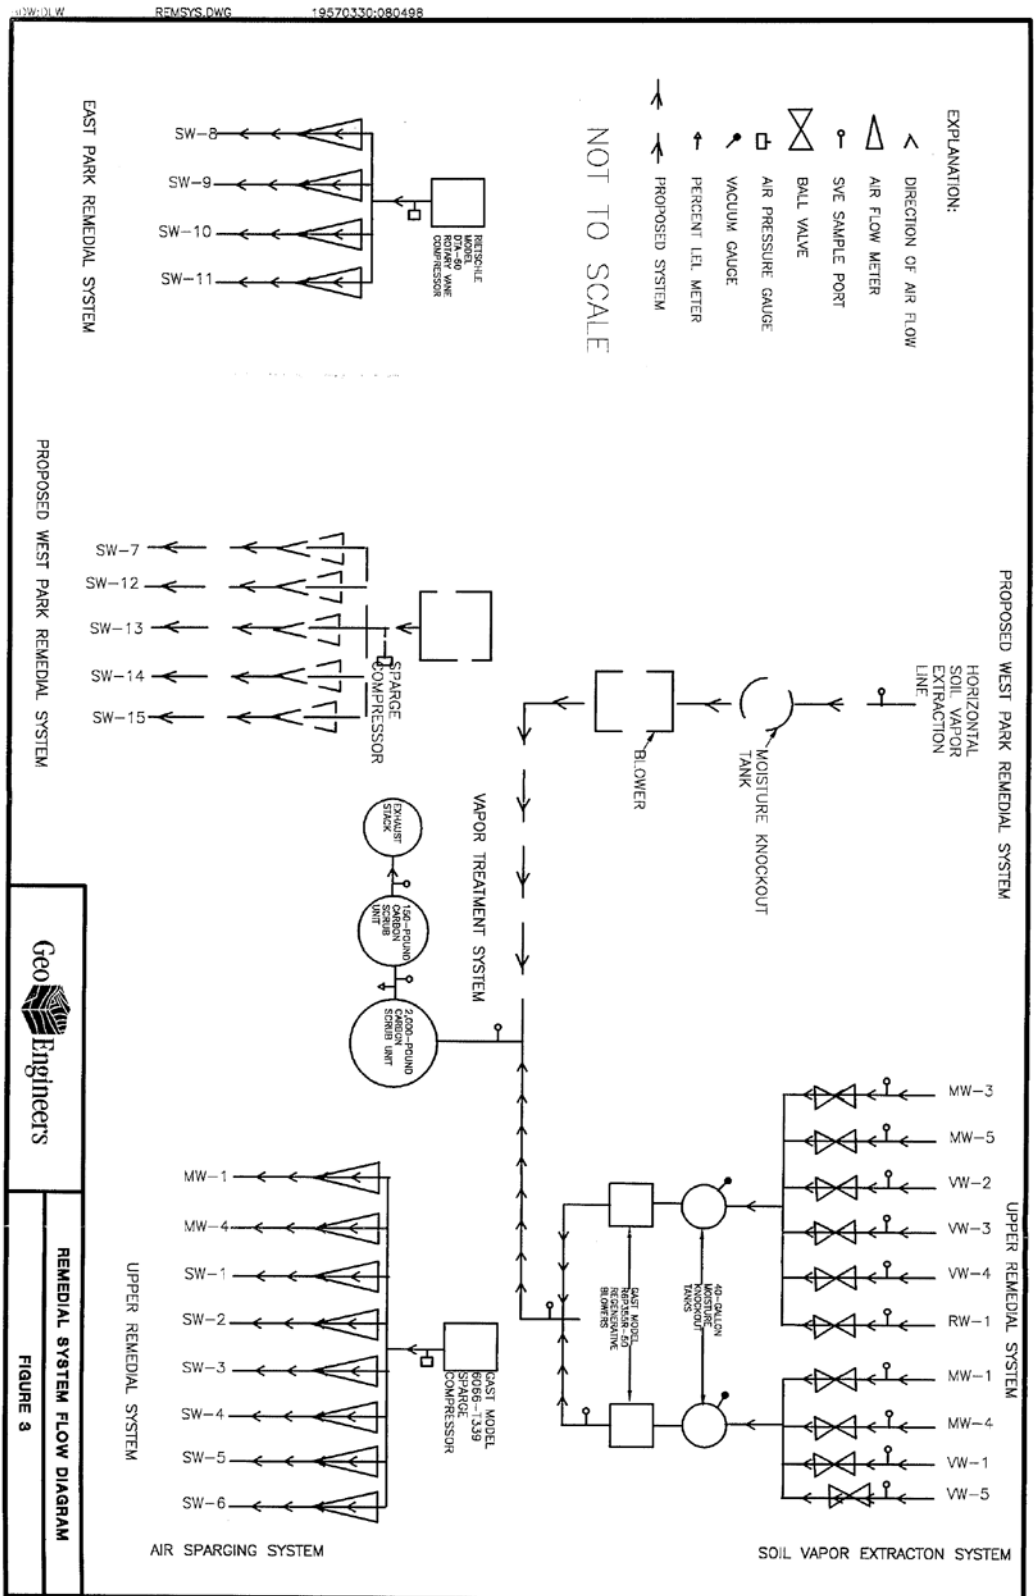 REMSYS.DWG
19570330:080498
EXPLANATION:
DIRECTION OF AIR FLOW
AIR FLOW METER
SVE SAMPLE PORT
BALL VALVE
AIR PRESSURE GAUGE
VACUUM GAUGE
PERCENT LEL METER
PROPOSED SYSTEM
NOT TO SCALE
RIETSCHLE
MODEL
DTA-60
ROTARY VANE
COMPRESSOR
SW-8
SW-9
SW-10
SW-11
EAST PARK REMEDIAL SYSTEM
PROPOSED WEST PARK REMEDIAL SYSTEM
HORIZONTAL
SOIL VAPOR
EXTRACTION
LINE
MOISTURE KNOCKOUT
TANK
BLOWER
SPARGE
COMPRESSOR
SW-7
SW-12
SW-13
SW-14
SW-15
PROPOSED WEST PARK REMEDIAL SYSTEM
VAPOR TREATMENT SYSTEM
EXHAUST
STACK
150-POUND
CARBON
SCRUB
UNIT
2,000-POUND
CARBON
SCRUB UNIT
UPPER REMEDIAL SYSTEM
MW-3
MW-5
VW-2
VW-3
VW-4
RW-1
MW-1
MW-4
VW-1
VW-5
40-GALLON
MOISTURE
KNOCKOUT
TANKS
GAST MODEL
REGENERATIVE
BLOWERS
SOIL VAPOR EXTRACTON SYSTEM
GAST MODEL
6066-T339
SPARGE
COMPRESSOR
MW-1
MW-4
SW-1
SW-2
SW-3
SW-4
SW-5
SW-6
UPPER REMEDIAL SYSTEM
AIR SPARGING SYSTEM
Geo Engineers
REMEDIAL SYSTEM FLOW DIAGRAM
FIGURE 3